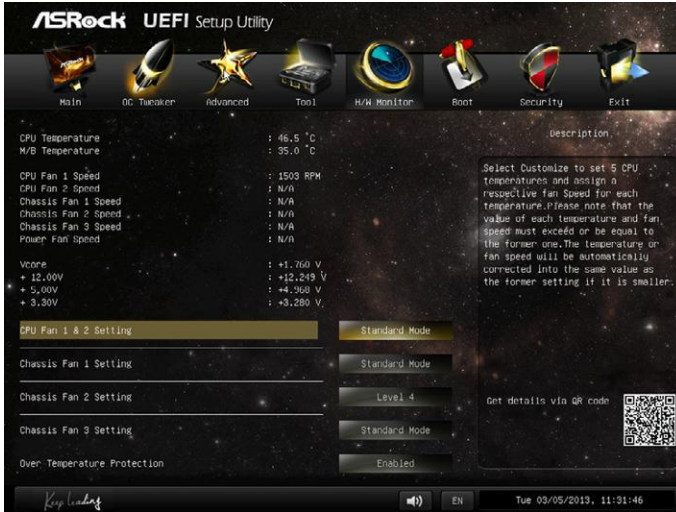 ASRock UEFI Setup Utility
Main OC Tweaker Advanced Tool H/W Monitor Boot Security Exit
CPU Temperature : 46.5 °C
M/B Temperature : 35.0 °C
CPU Fan 1 Speed : 1503 RPM
CPU Fan 2 Speed : N/A
Chassis Fan 1 Speed : N/A
Chassis Fan 2 Speed : N/A
Chassis Fan 3 Speed : N/A
Power Fan Speed : N/A
Vcore : +1.760 V
+ 12.00V : +12.249 V
+ 5.00V : +4.968 V
+ 3.30V : +3.280 V
CPU Fan 1 & 2 Setting Standard Mode
Chassis Fan 1 Setting Standard Mode
Chassis Fan 2 Setting Level 4
Chassis Fan 3 Setting Standard Mode
Over Temperature Protection Enabled
Description
Select Customize to set 5 CPU
temperatures and assign a
respective fan Speed for each
temperature.Please note that the
value of each temperature and fan
speed must exceed or be equal to
the former one.The temperature or
fan speed will be automatically
corrected into the same value as
the former setting if it is smaller.
Get details via QR code
Keep Leading
EN
Tue 03/05/2013, 11:31:46